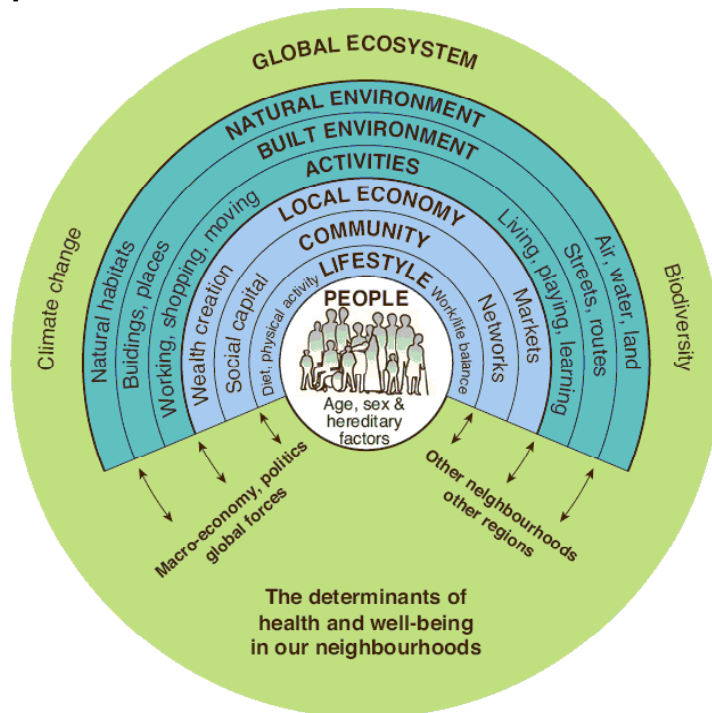 GLOBAL ECOSYSTEM
NATURAL ENVIRONMENT
BUILT ENVIRONMENT
ACTIVITIES
LOCAL ECONOMY
COMMUNITY
LIFESTYLE
PEOPLE
Age, sex &
hereditary
factors
Climate change
Natural habitats
Buidings, places
Working, shopping, moving
Wealth creation
Social capital
Diet, physical activity
Work/life balance
Networks
Markets
Living, playing, learning
Streets, routes
Air, water, land
Biodiversity
Macro-economy, politics
global forces
Other neighbourhoods
other regions
The determinants of
health and well-being
in our neighbourhoods